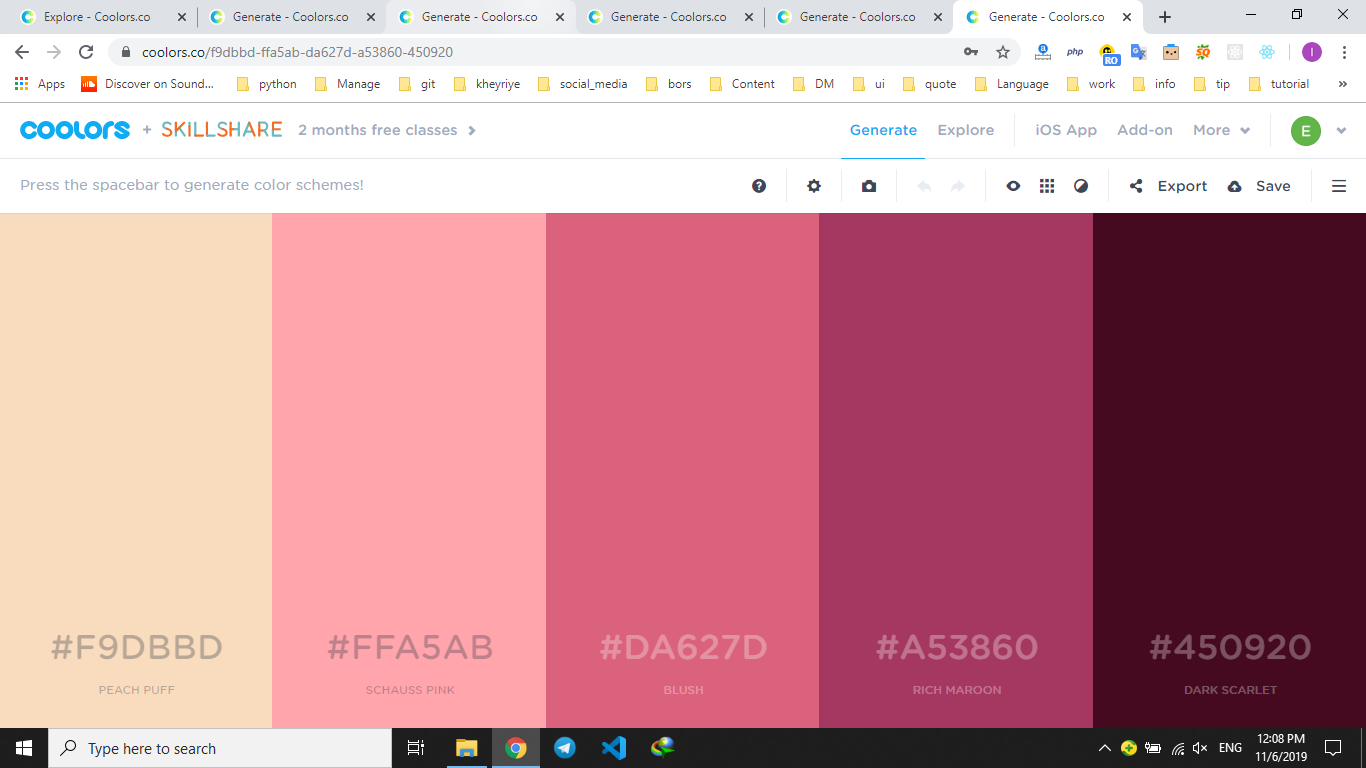 Explore - Coolors.co
Generate - Coolors.co
Generate - Coolors.co
Generate - Coolors.co
Generate - Coolors.co
Generate - Coolors.co
coolors.co/f9dbbd-ffa5ab-da627d-a53860-450920
php
RO
I
Apps
Discover on Sound...
python
Manage
git
kheyriye
social_media
bors
Content
DM
ui
quote
Language
work
info
tip
tutorial
coolors + SKILLSHARE 2 months free classes
Generate
Explore
iOS App
Add-on
More
E
Press the spacebar to generate color schemes!
Export
Save
#F9DBBD
PEACH PUFF
#FFA5AB
SCHAUSS PINK
#DA627D
BLUSH
#A53860
RICH MAROON
#450920
DARK SCARLET
Type here to search
ENG
12:08 PM
11/6/2019